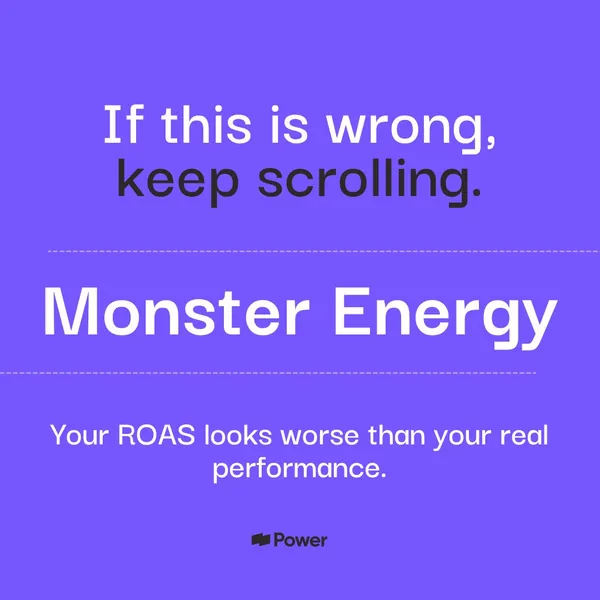 If this is wrong,
keep scrolling.
Monster Energy
Your ROAS looks worse than your real
performance.
Power